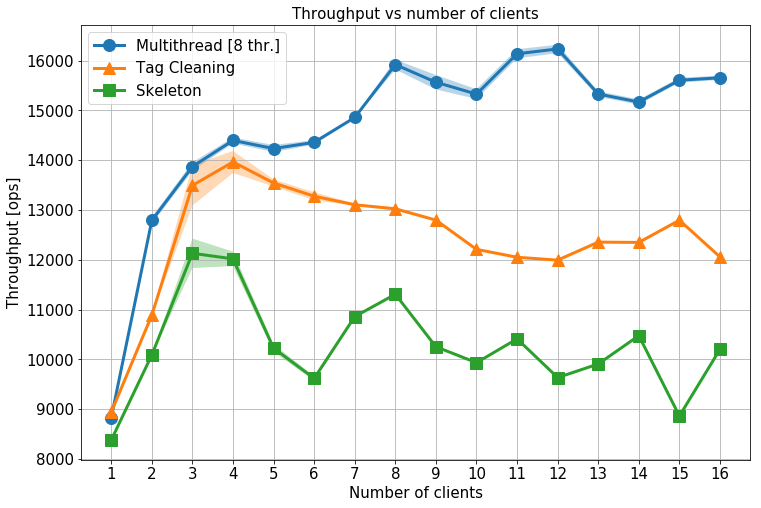 Throughput vs number of clients
Multithread [8 thr.]
Tag Cleaning
Skeleton
Throughput [ops]
16000
15000
14000
13000
12000
11000
10000
9000
8000
1 2 3 4 5 6 7 8 9 10 11 12 13 14 15 16
Number of clients